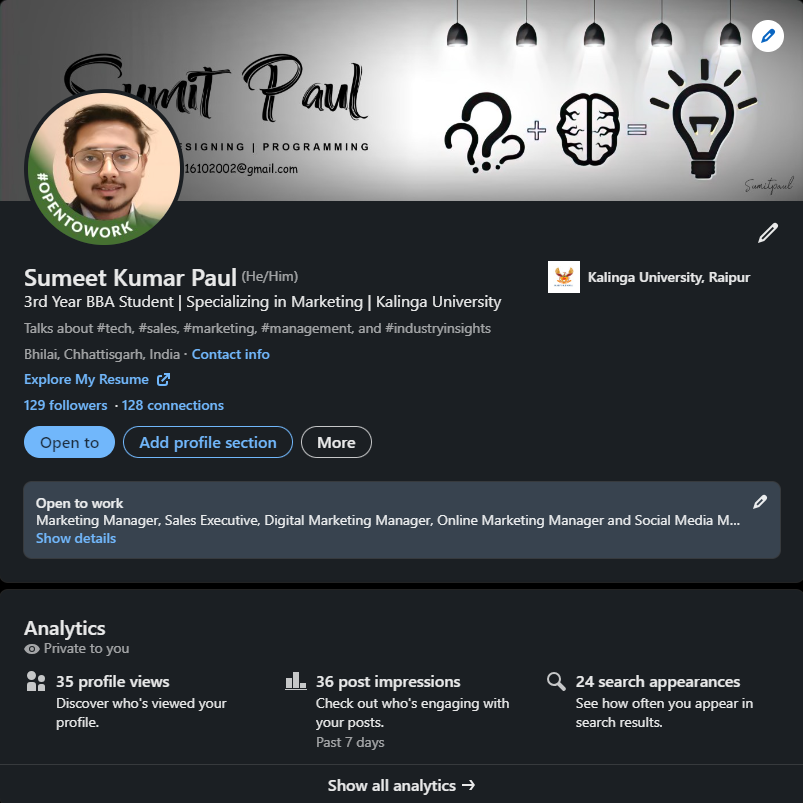 Sumit Paul
ESIGNING | PROGRAMMING
16102002@gmail.com
Sumitpaul
#OPENTOWORK
Sumeet Kumar Paul (He/Him)
Kalinga University, Raipur
3rd Year BBA Student | Specializing in Marketing | Kalinga University
Talks about #tech, #sales, #marketing, #management, and #industryinsights
Bhilai, Chhattisgarh, India · Contact info
Explore My Resume
129 followers · 128 connections
Open to
Add profile section
More
Open to work
Marketing Manager, Sales Executive, Digital Marketing Manager, Online Marketing Manager and Social Media M...
Show details
Analytics
Private to you
35 profile views
Discover who's viewed your
profile.
36 post impressions
Check out who's engaging with
your posts.
Past 7 days
24 search appearances
See how often you appear in
search results.
Show all analytics →